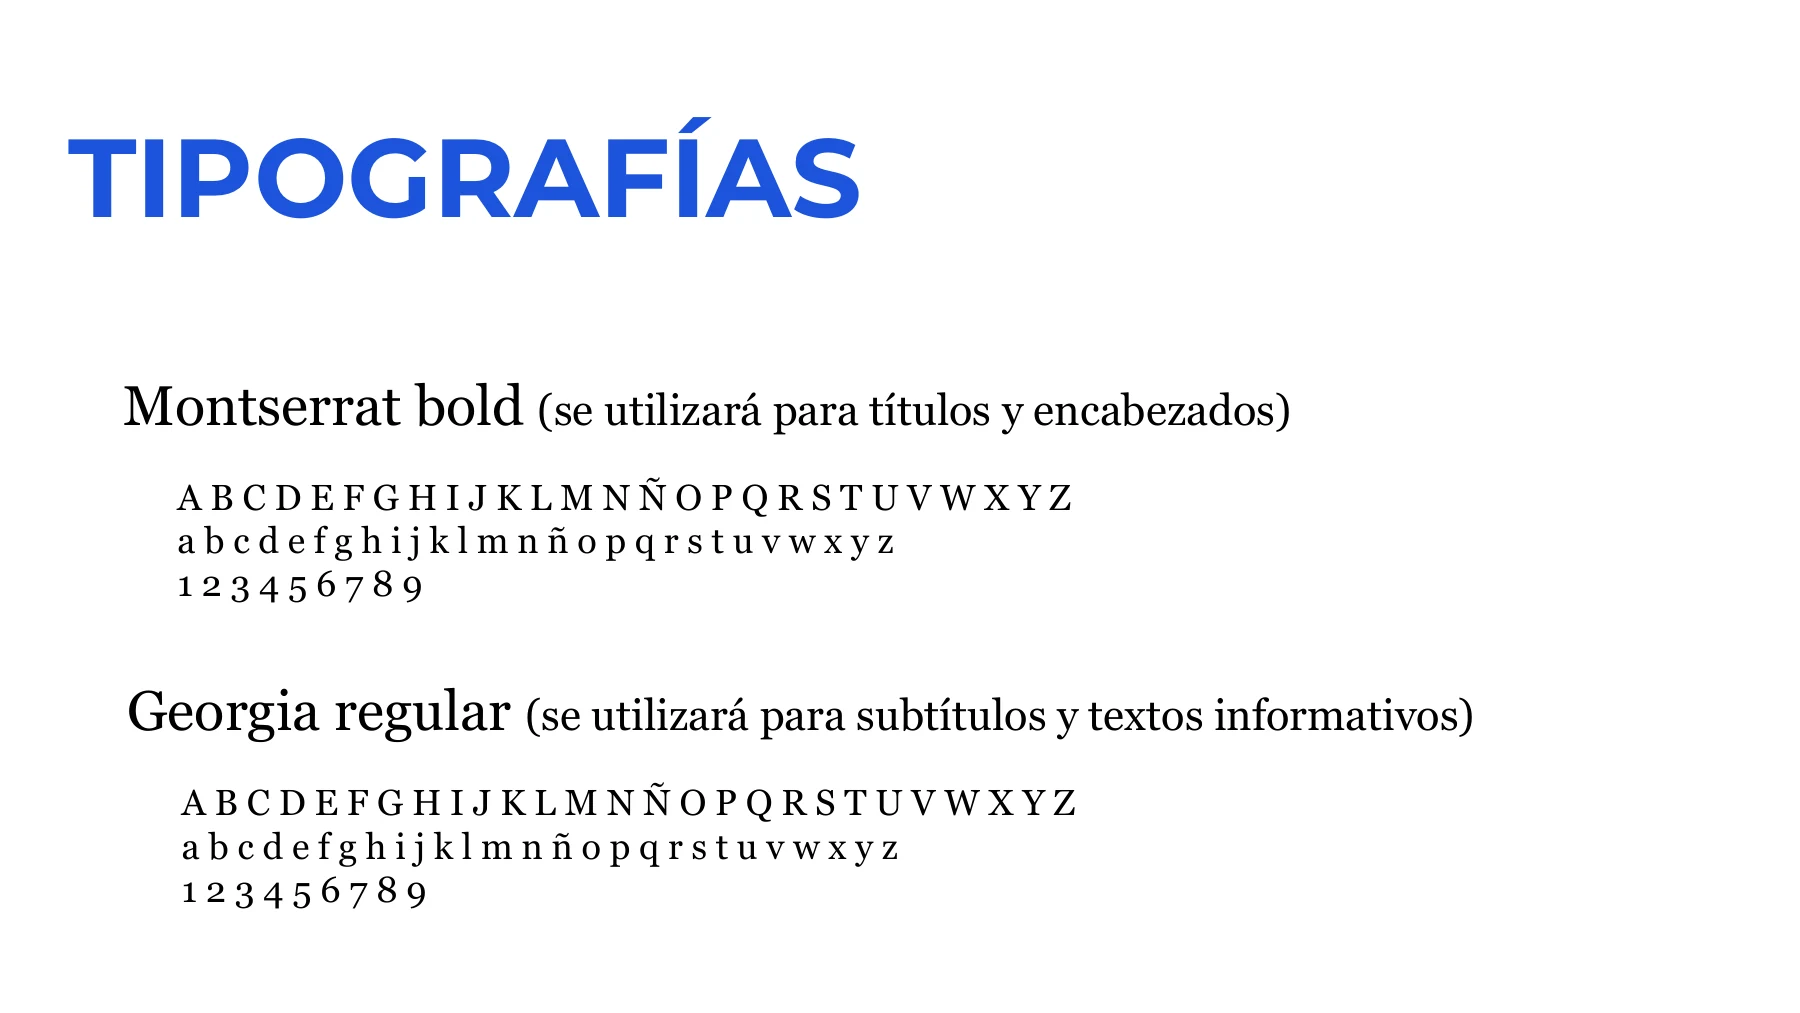 TIPOGRAFÍAS
Montserrat bold (se utilizará para títulos y encabezados)
A B C D E F G H I J K L M N Ñ O P Q R S T U V W X Y Z
a b c d e f g h i j k l m n ñ o p q r s t u v w x y z
1 2 3 4 5 6 7 8 9
Georgia regular (se utilizará para subtítulos y textos informativos)
A B C D E F G H I J K L M N Ñ O P Q R S T U V W X Y Z
a b c d e f g h i j k l m n ñ o p q r s t u v w x y z
1 2 3 4 5 6 7 8 9